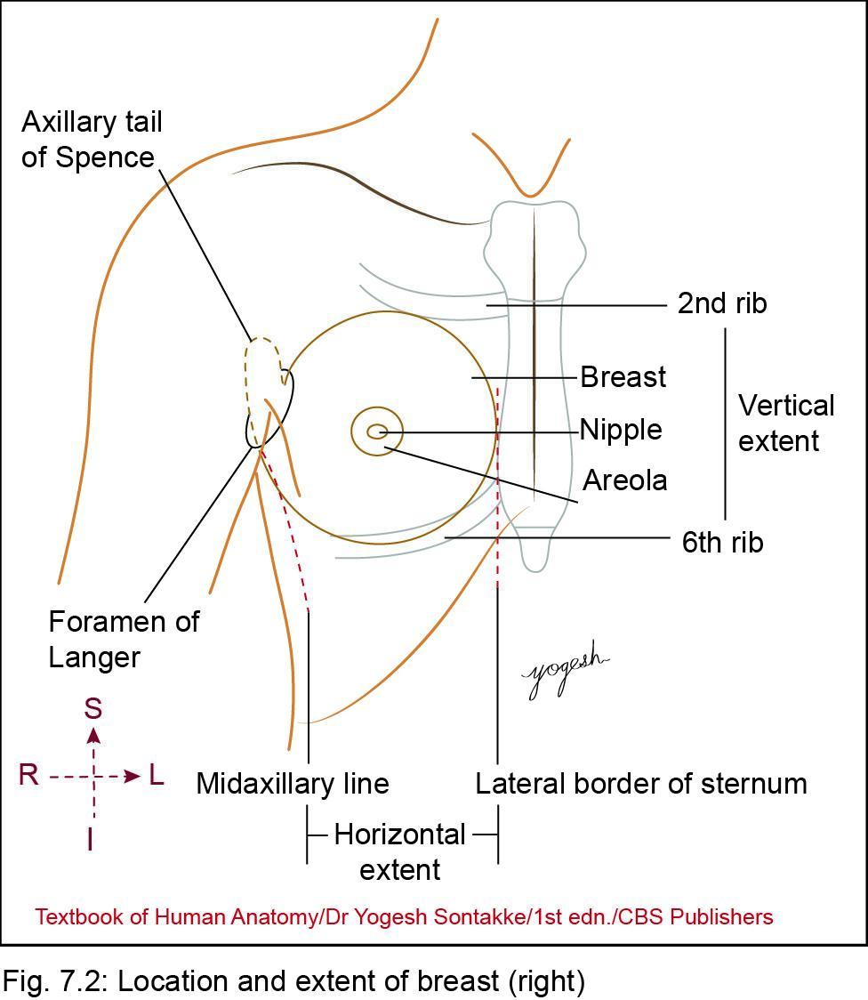 Axillary tail
of Spence
2nd rib
Breast
Vertical
extent
Nipple
Areola
6th rib
Foramen of
Langer
yogesh
S
R
L
I
Midaxillary line
Lateral border of sternum
Horizontal
extent
Textbook of Human Anatomy/Dr Yogesh Sontakke/1st edn./CBS Publishers
Fig. 7.2: Location and extent of breast (right)